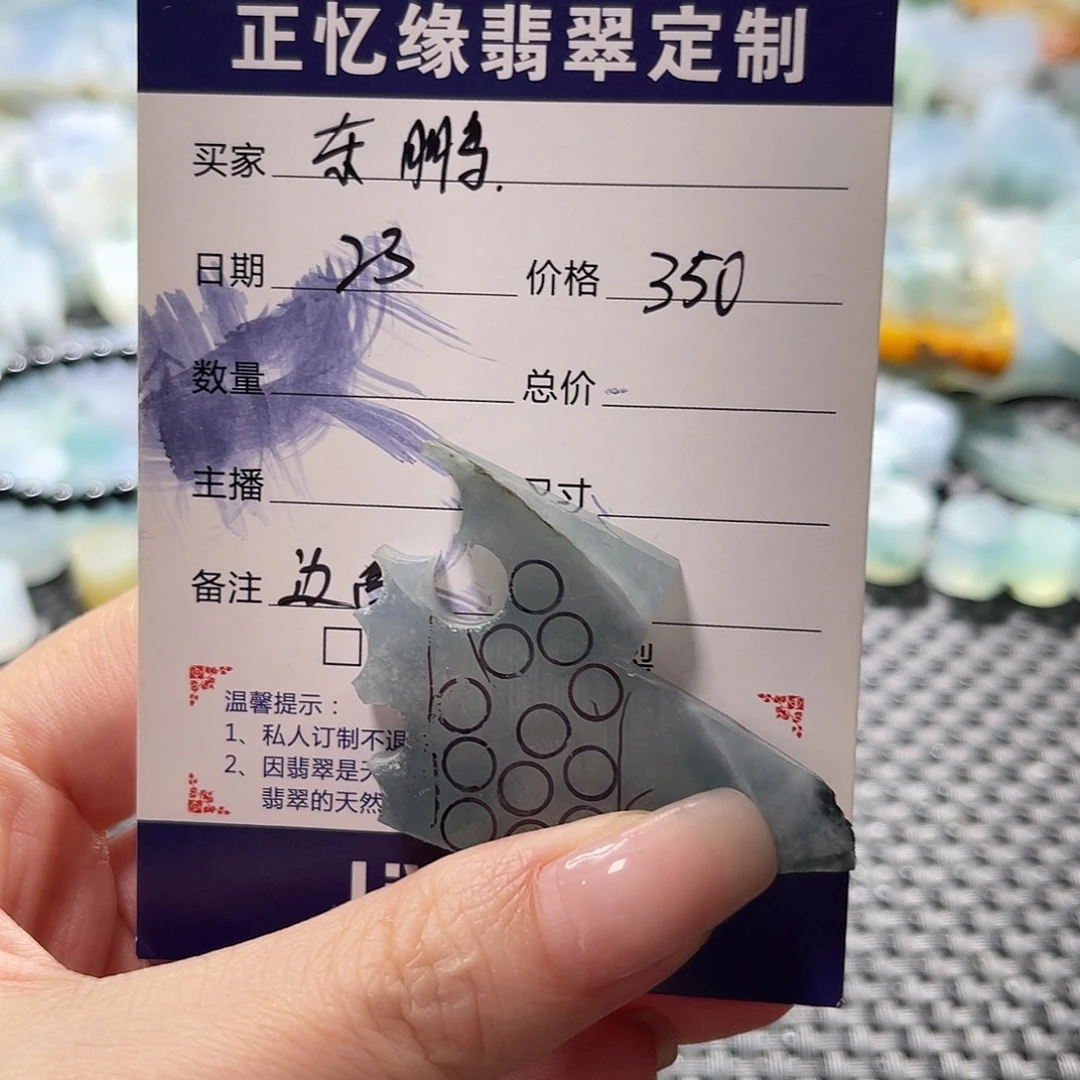 正忆缘翡翠定制
买家 东鹏
日期 23 价格 350
数量 总价
主播 尺寸
备注 边
温馨提示：
1、私人订制不退
2、因翡翠是天
翡翠的天然